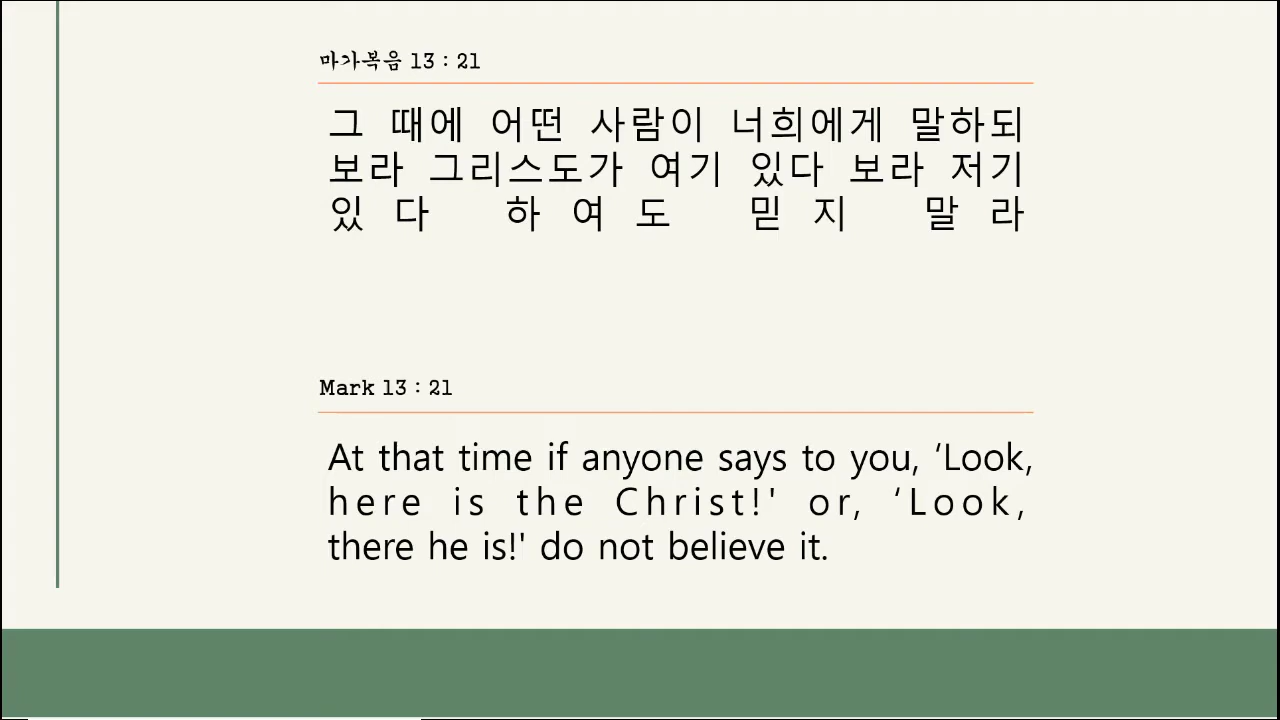 마가복음 13 : 21
그 때에 어떤 사람이 너희에게 말하되
보라 그리스도가 여기 있다 보라 저기
있다 하여도 믿지 말라
Mark 13 : 21
At that time if anyone says to you, ‘Look,
here is the Christ!' or, ‘Look,
there he is!' do not believe it.